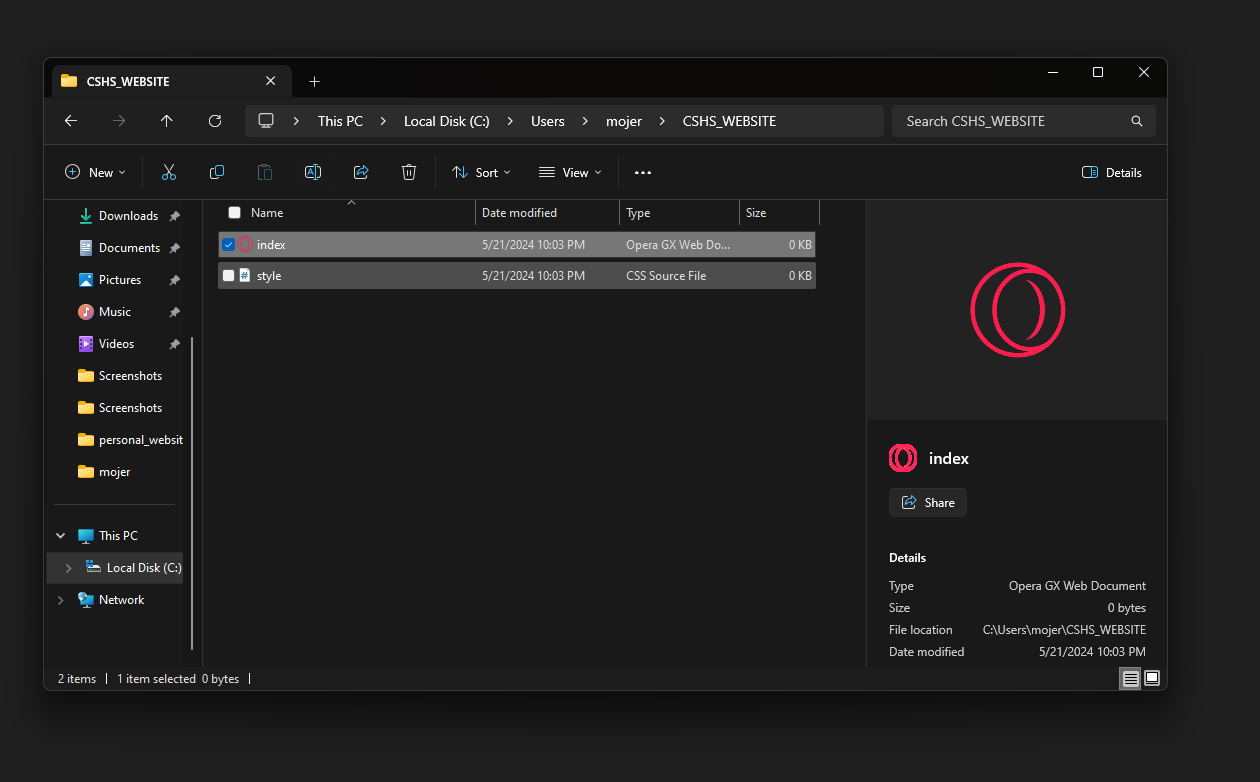 CSHS_WEBSITE
This PC
Local Disk (C:)
Users
mojer
CSHS_WEBSITE
Search CSHS_WEBSITE
New
Sort
View
Details
Downloads
Documents
Pictures
Music
Videos
Screenshots
Screenshots
personal_websit
mojer
This PC
Local Disk (C:)
Network
Name Date modified Type Size
index 5/21/2024 10:03 PM Opera GX Web Do... 0 KB
style 5/21/2024 10:03 PM CSS Source File 0 KB
index
Share
Details
Type Opera GX Web Document
Size 0 bytes
File location C:\Users\mojer\CSHS_WEBSITE
Date modified 5/21/2024 10:03 PM
2 items 1 item selected 0 bytes